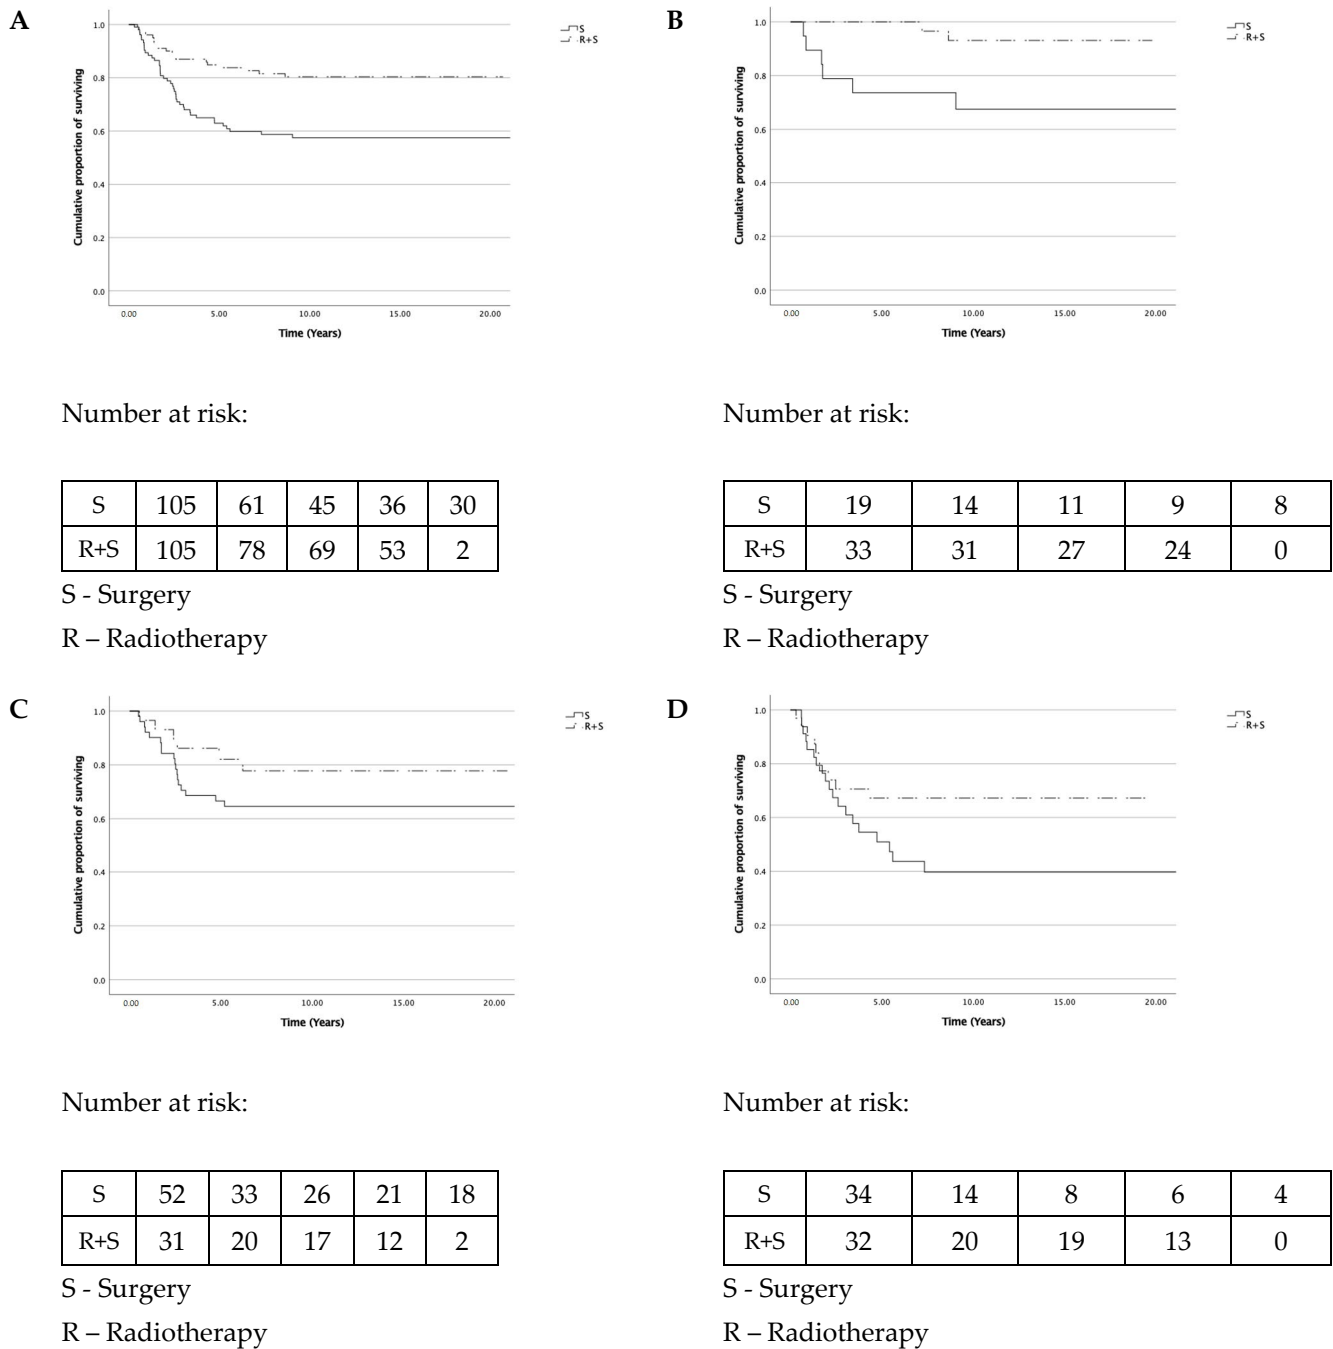 A
Cumulative proportion of surviving
1.0
0.8
0.6
0.4
0.2
0.0
0.00 5.00 10.00 15.00 20.00
Time (Years)
S
R+S
Number at risk:
S 105 61 45 36 30
R+S 105 78 69 53 2
S - Surgery
R – Radiotherapy
B
Cumulative proportion of surviving
1.0
0.8
0.6
0.4
0.2
0.0
0.00 5.00 10.00 15.00 20.00
Time (Years)
S
R+S
Number at risk:
S 19 14 11 9 8
R+S 33 31 27 24 0
S - Surgery
R – Radiotherapy
C
Cumulative proportion of surviving
1.0
0.8
0.6
0.4
0.2
0.0
0.00 5.00 10.00 15.00 20.00
Time (Years)
S
R+S
Number at risk:
S 52 33 26 21 18
R+S 31 20 17 12 2
S - Surgery
R – Radiotherapy
D
Cumulative proportion of surviving
1.0
0.8
0.6
0.4
0.2
0.0
0.00 5.00 10.00 15.00 20.00
Time (Years)
S
R+S
Number at risk:
S 34 14 8 6 4
R+S 32 20 19 13 0
S - Surgery
R – Radiotherapy